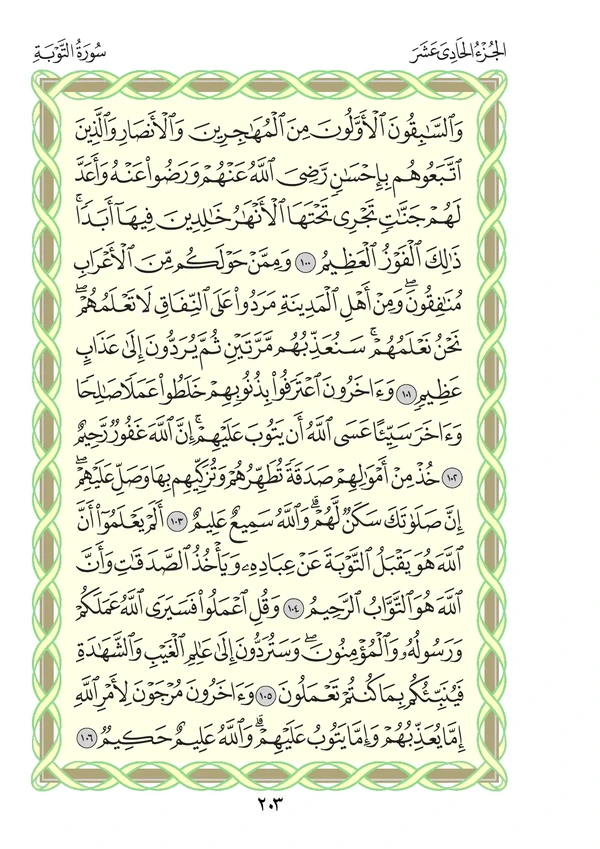 الجُزْءُ الحَادِى عَشَرَ
سُورَةُ التَّوْبَةِ
وَٱلسَّـٰبِقُونَ ٱلْأَوَّلُونَ مِنَ ٱلْمُهَـٰجِرِينَ وَٱلْأَنصَارِ وَٱلَّذِينَ
ٱتَّبَعُوهُم بِإِحْسَـٰنٍ رَّضِىَ ٱللَّهُ عَنْهُمْ وَرَضُوا۟ عَنْهُ وَأَعَدَّ
لَهُمْ جَنَّـٰتٍ تَجْرِى تَحْتَهَا ٱلْأَنْهَـٰرُ خَـٰلِدِينَ فِيهَآ أَبَدًا ۚ
ذَٰلِكَ ٱلْفَوْزُ ٱلْعَظِيمُ ١٠٠ وَمِمَّنْ حَوْلَكُم مِّنَ ٱلْأَعْرَابِ
مُنَـٰفِقُونَ ۖ وَمِنْ أَهْلِ ٱلْمَدِينَةِ مَرَدُوا۟ عَلَى ٱلنِّفَاقِ لَا تَعْلَمُهُمْ ۖ
نَحْنُ نَعْلَمُهُمْ ۚ سَنُعَذِّبُهُم مَّرَّتَيْنِ ثُمَّ يُرَدُّونَ إِلَىٰ عَذَابٍ
عَظِيمٍ ١٠١ وَءَاخَرُونَ ٱعْتَرَفُوا۟ بِذُنُوبِهِمْ خَلَطُوا۟ عَمَلًا صَـٰلِحًا
وَءَاخَرَ سَيِّئًا عَسَى ٱللَّهُ أَن يَتُوبَ عَلَيْهِمْ ۚ إِنَّ ٱللَّهَ غَفُورٌ رَّحِيمٌ
١٠٢ خُذْ مِنْ أَمْوَٰلِهِمْ صَدَقَةً تُطَهِّرُهُمْ وَتُزَكِّيهِم بِهَا وَصَلِّ عَلَيْهِمْ ۖ
إِنَّ صَلَوٰتَكَ سَكَنٌ لَّهُمْ ۗ وَٱللَّهُ سَمِيعٌ عَلِيمٌ ١٠٣ أَلَمْ يَعْلَمُوٓا۟ أَنَّ
ٱللَّهَ هُوَ يَقْبَلُ ٱلتَّوْبَةَ عَنْ عِبَادِهِۦ وَيَأْخُذُ ٱلصَّدَقَـٰتِ وَأَنَّ
ٱللَّهَ هُوَ ٱلتَّوَّابُ ٱلرَّحِيمُ ١٠٤ وَقُلِ ٱعْمَلُوا۟ فَسَيَرَى ٱللَّهُ عَمَلَكُمْ
وَرَسُولُهُۥ وَٱلْمُؤْمِنُونَ ۖ وَسَتُرَدُّونَ إِلَىٰ عَـٰلِمِ ٱلْغَيْبِ وَٱلشَّهَـٰدَةِ
فَيُنَبِّئُكُم بِمَا كُنتُمْ تَعْمَلُونَ ١٠٥ وَءَاخَرُونَ مُرْجَوْنَ لِأَمْرِ ٱللَّهِ
إِمَّا يُعَذِّبُهُمْ وَإِمَّا يَتُوبُ عَلَيْهِمْ ۗ وَٱللَّهُ عَلِيمٌ حَكِيمٌ ١٠٦
٢٠٣